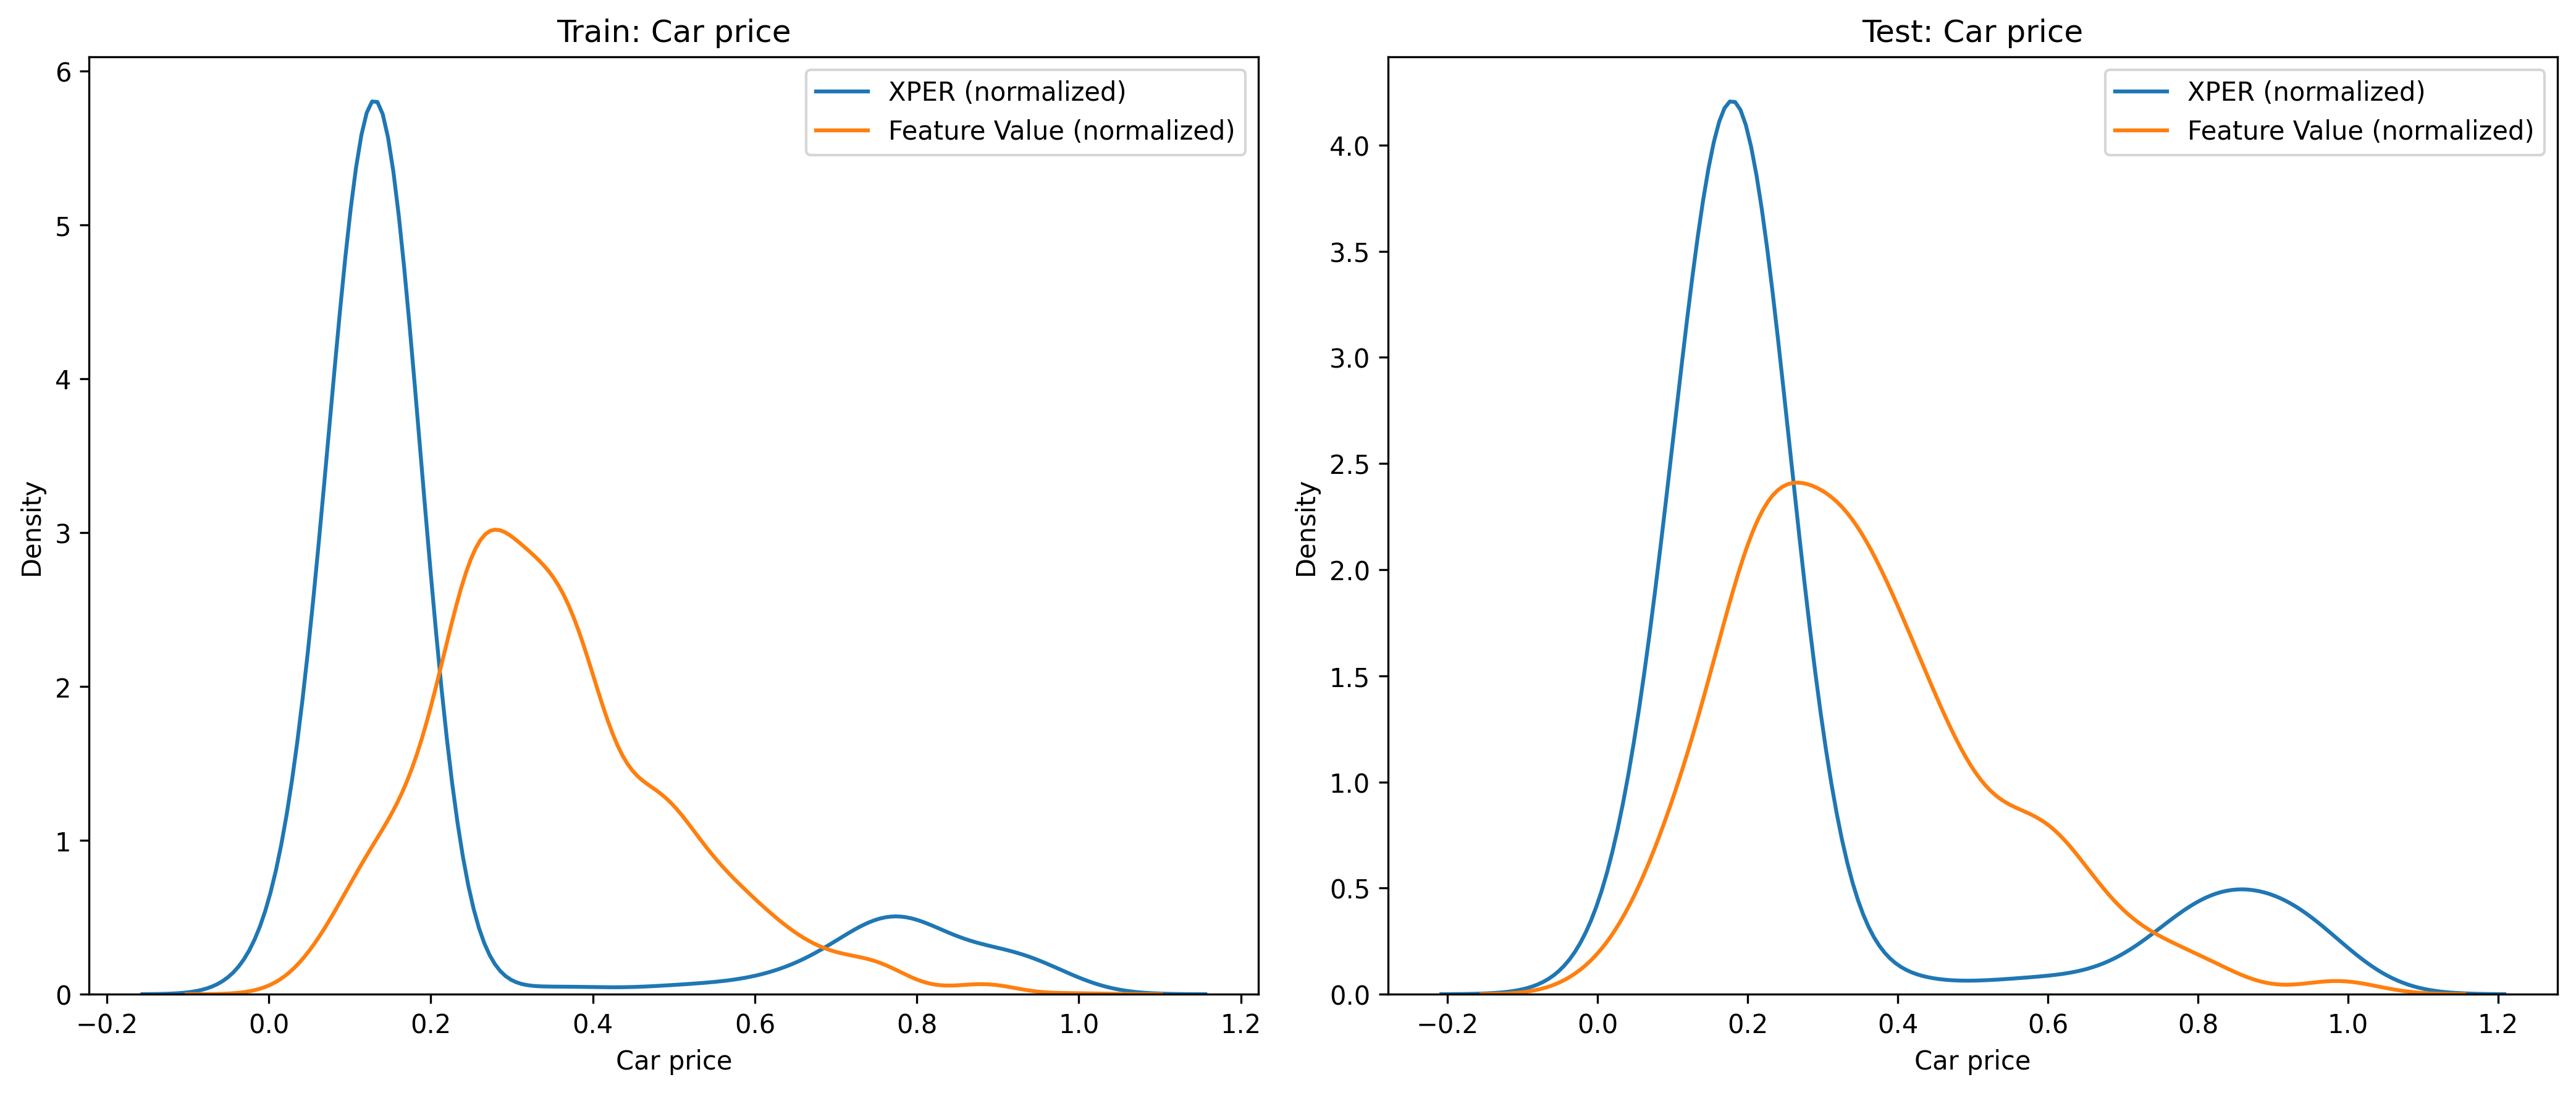 Train: Car price
XPER (normalized)
Feature Value (normalized)
6
5
4
3
2
1
0
Density
−0.2 0.0 0.2 0.4 0.6 0.8 1.0 1.2
Car price
Test: Car price
XPER (normalized)
Feature Value (normalized)
4.0
3.5
3.0
2.5
2.0
1.5
1.0
0.5
0.0
Density
−0.2 0.0 0.2 0.4 0.6 0.8 1.0 1.2
Car price